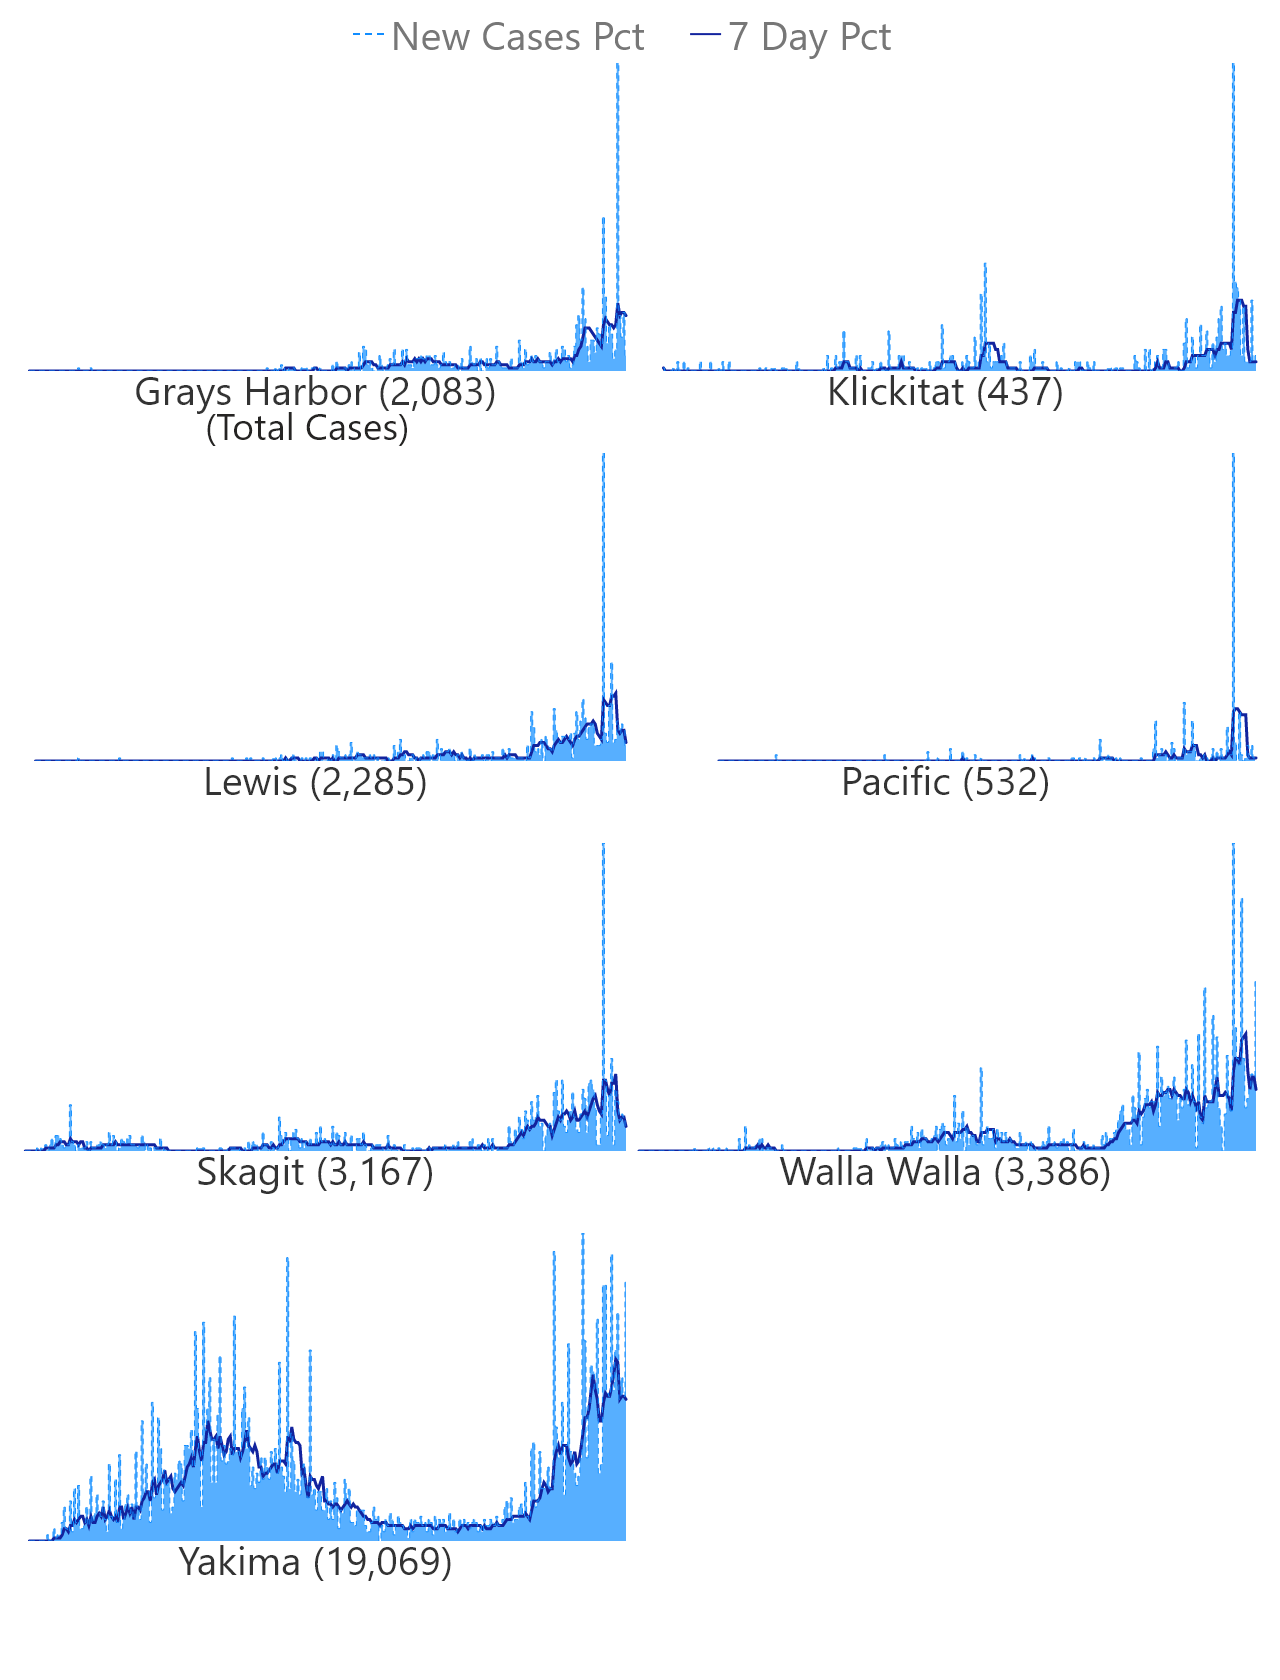 New Cases Pct 7 Day Pct
Grays Harbor (2,083)
(Total Cases)
Klickitat (437)
Lewis (2,285)
Pacific (532)
Skagit (3,167)
Walla Walla (3,386)
Yakima (19,069)